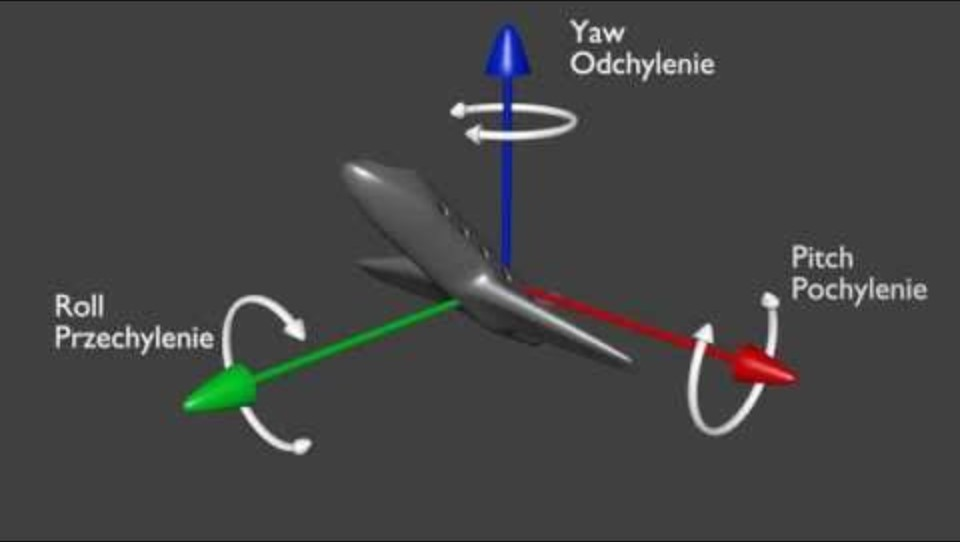 Yaw
Odchylenie
Pitch
Pochylenie
Roll
Przechylenie